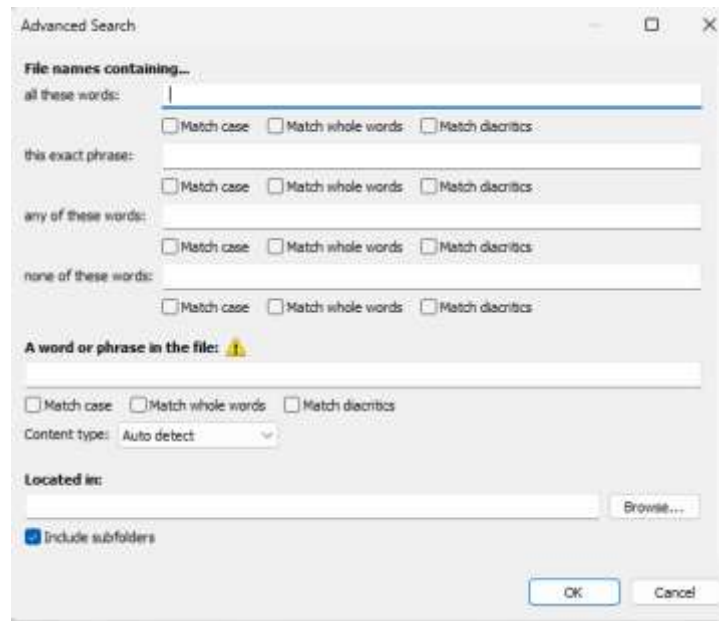 Advanced Search
File names containing...
all these words:
Match case Match whole words Match diacritics
this exact phrase:
Match case Match whole words Match diacritics
any of these words:
Match case Match whole words Match diacritics
none of these words:
Match case Match whole words Match diacritics
A word or phrase in the file:
Match case Match whole words Match diacritics
Content type: Auto detect
Located in:
Browse...
Include subfolders
OK Cancel